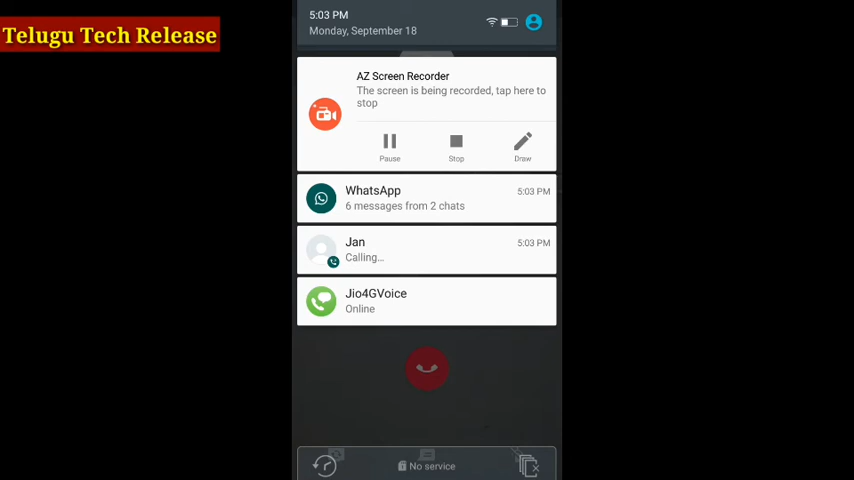 Telugu Tech Release
5:03 PM
Monday, September 18
AZ Screen Recorder
The screen is being recorded, tap here to
stop
Pause
Stop
Draw
WhatsApp
5:03 PM
6 messages from 2 chats
Jan
5:03 PM
Calling...
Jio4GVoice
Online
No service